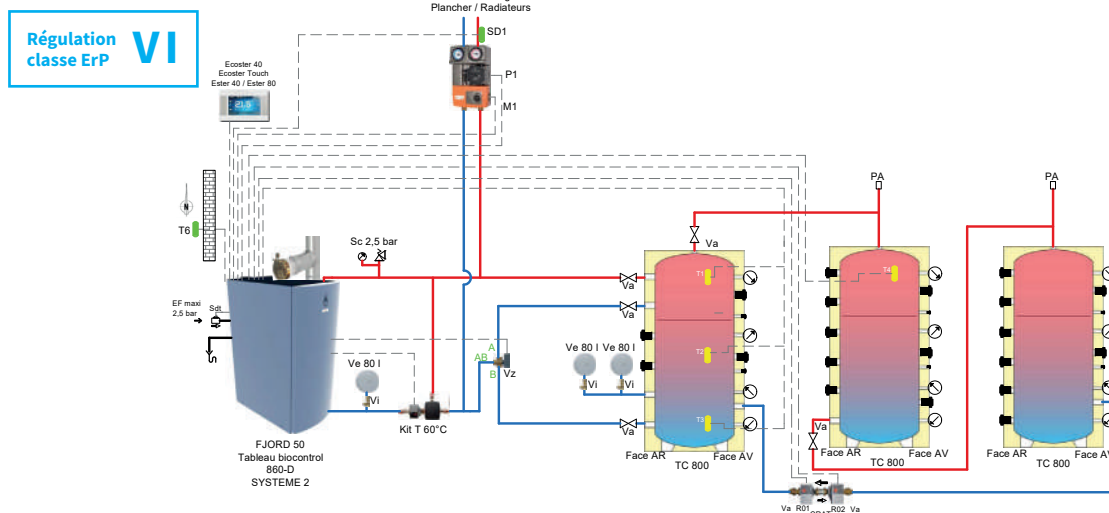 Plancher / Radiateurs
Régulation
classe ErP
VI
SD1
Ecoster 40
Ecoster Touch
Ester 40 / Ester 80
P1
M1
PA
PA
N
T6
Sc 2,5 bar
Va
T1
T4
EF maxi
2,5 bar
Sdt
Va
Va
A
AB
B
Vz
Ve 80 l
Ve 80 l
Ve 80 l
T2
Vi
Vi
Vi
Kit T 60°C
T3
Va
Va
FJORD 50
Tableau biocontrol
860-D
SYSTEME 2
Face AR
Face AV
TC 800
Face AR
Face AV
TC 800
Face AR
TC 800
Va
R01
R02
Va